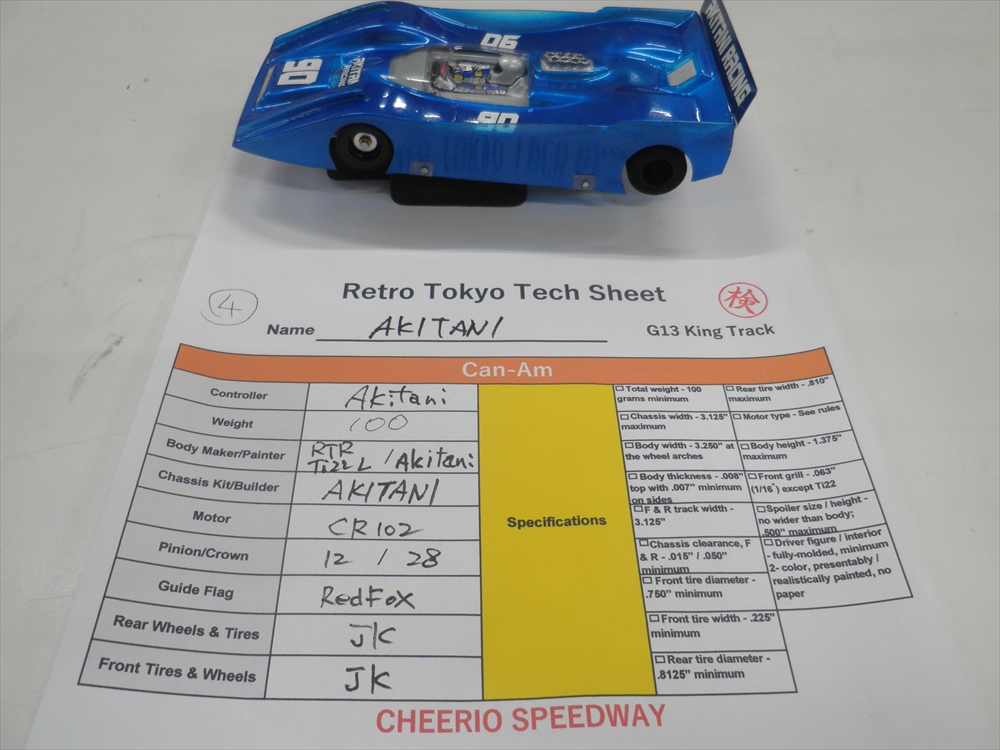 06
90
AKITANI RACING
06
AKITANI
RACING
④
Retro Tokyo Tech Sheet
検
Name AKITANI
G13 King Track
Can-Am
Controller Akitani
Weight 100
Body Maker/Painter RTR Ti22 L / Akitani
Chassis Kit/Builder AKITANI
Motor CR102
Pinion/Crown 12 / 28
Guide Flag RedFox
Rear Wheels & Tires JK
Front Tires & Wheels JK
Specifications
☐Total weight - 100
grams minimum
☐Rear tire width - .810"
maximum
☐Chassis width - 3.125"
maximum
☐Motor type - See rules
☐Body width - 3.250" at
the wheel arches
☐Body height - 1.375"
maximum
☐Body thickness - .008"
top with .007" minimum
on sides
☐Front grill - .063"
(1/16") except Ti22
☐F & R track width -
3.125"
☐Spoiler size / height -
no wider than body;
.500" maximum
☐Chassis clearance, F
& R - .015" / .050"
minimum
☐Driver figure / interior
- fully-molded, minimum
2- color, presentably /
realistically painted, no
paper
☐Front tire diameter -
.750" minimum
☐Front tire width - .225"
minimum
☐Rear tire diameter -
.8125" minimum
CHEERIO SPEEDWAY